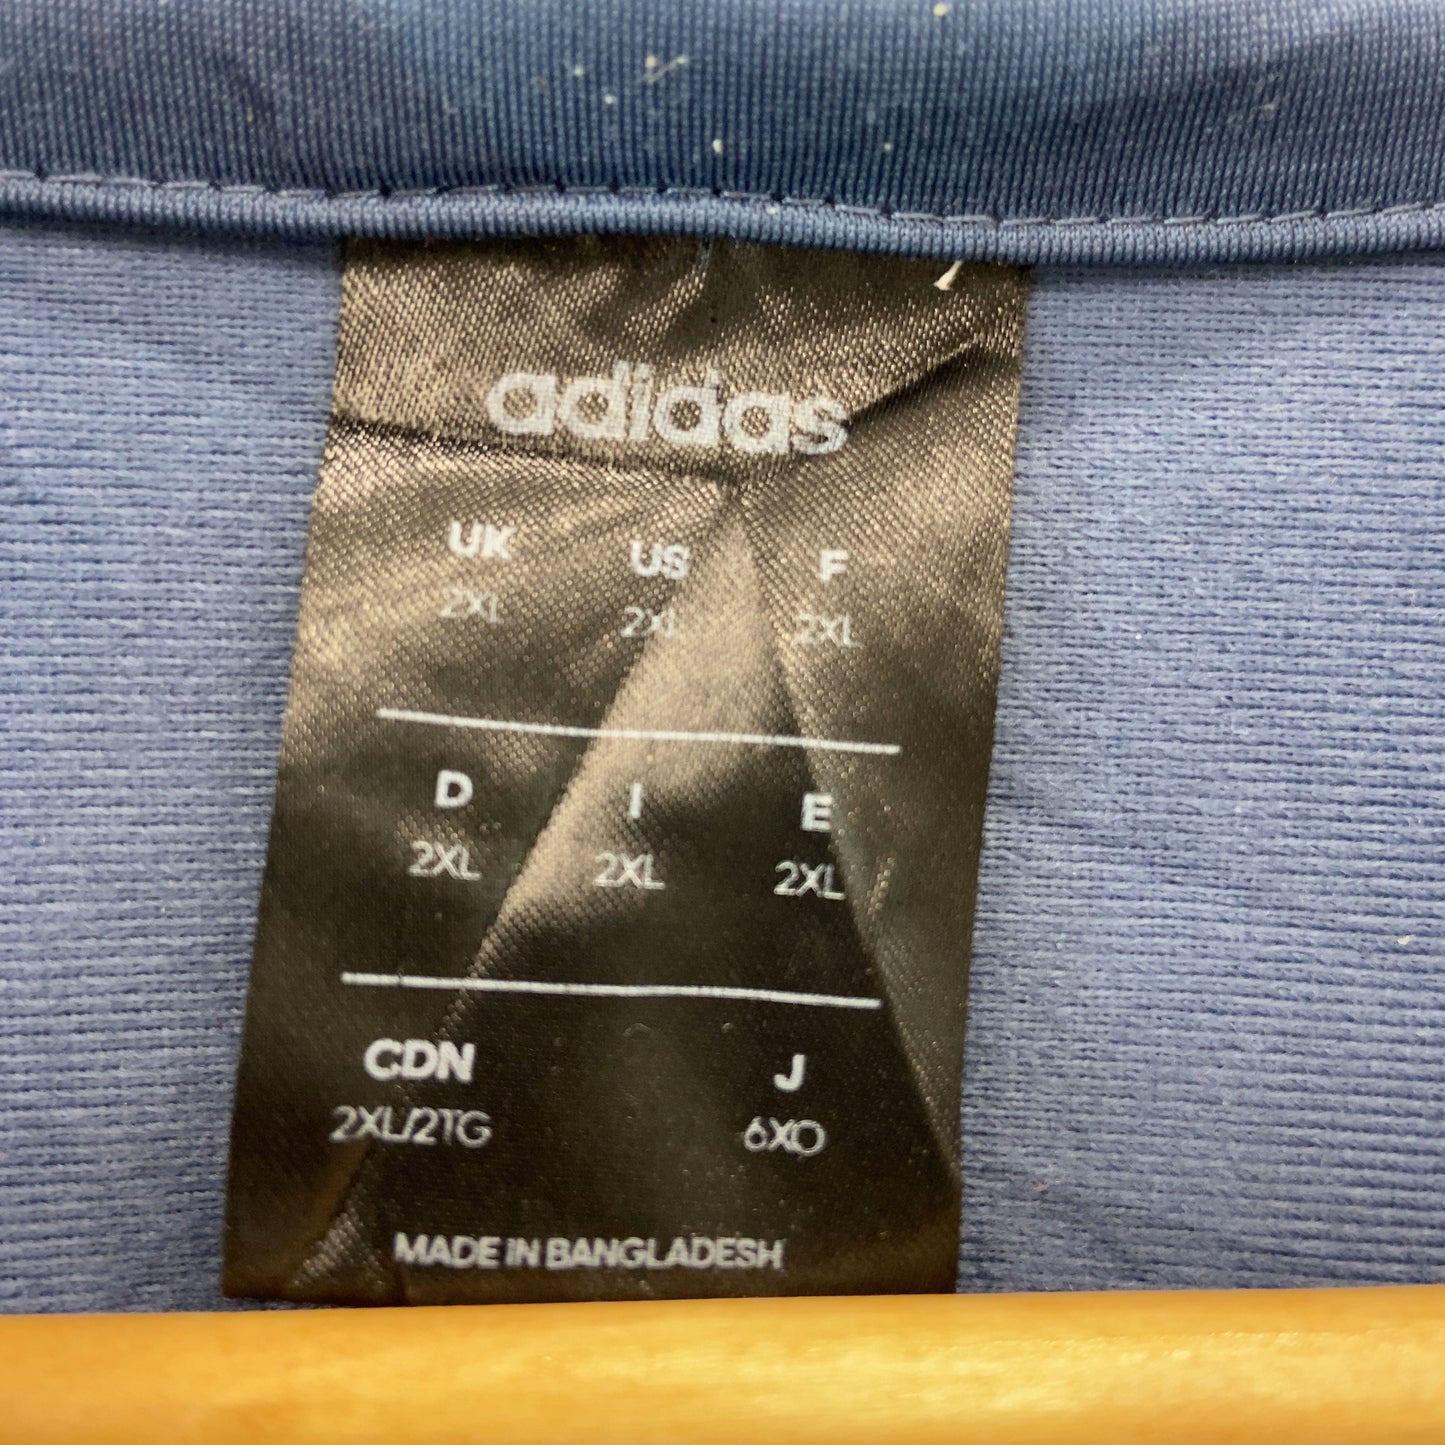 adidas
UK US F
2XL 2XL 2XL
D I E
2XL 2XL 2XL
CDN J
2XL/2TG 6XO
MADE iN BANGLADESH